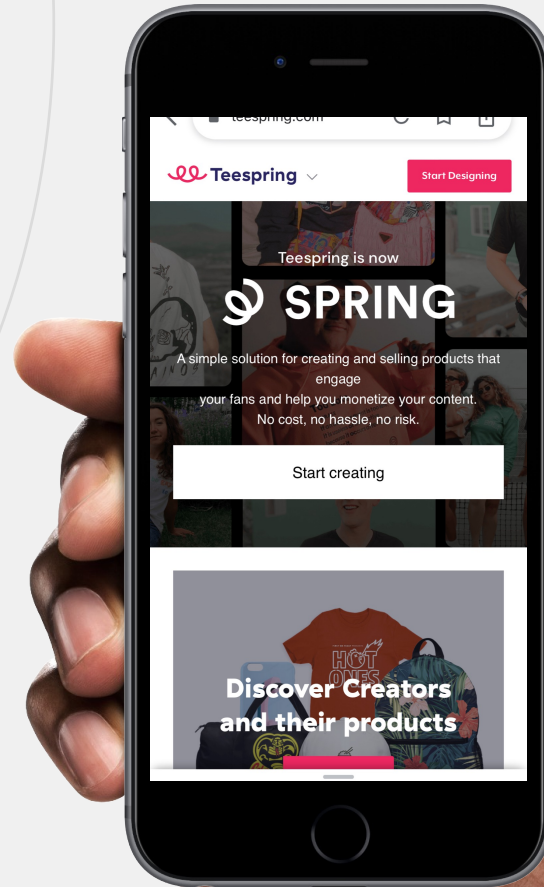 teespring.com
Teespring
Start Designing
Teespring is now
SPRING
A simple solution for creating and selling products that
engage
your fans and help you monetize your content.
No cost, no hassle, no risk.
Start creating
HOT
ONES
Discover Creators
and their products